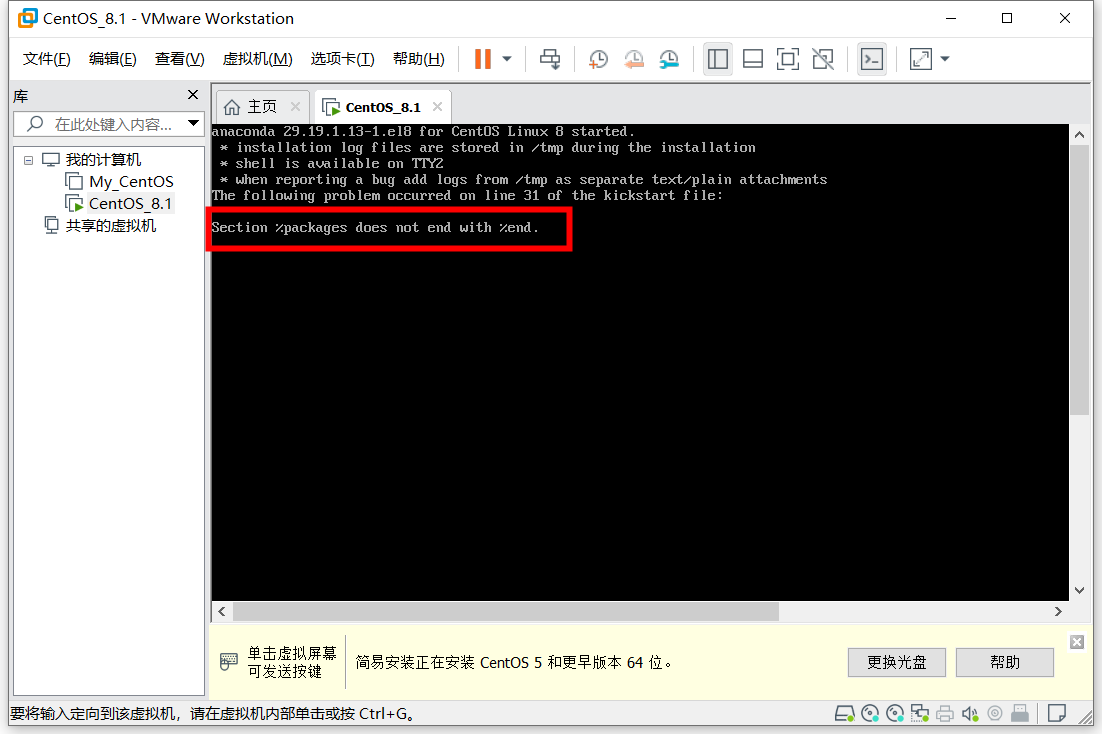 CentOS_8.1 - VMware Workstation
文件(F) 编辑(E) 查看(V) 虚拟机(M) 选项卡(T) 帮助(H)
库
在此处键入内容...
我的计算机
My_CentOS
CentOS_8.1
共享的虚拟机
主页
CentOS_8.1
anaconda 29.19.1.13-1.el8 for CentOS Linux 8 started.
* installation log files are stored in /tmp during the installation
* shell is available on TTY2
* when reporting a bug add logs from /tmp as separate text/plain attachments
The following problem occurred on line 31 of the kickstart file:
Section %packages does not end with %end.
单击虚拟屏幕
可发送按键
简易安装正在安装 CentOS 5 和更早版本 64 位。
更换光盘
帮助
要将输入定向到该虚拟机，请在虚拟机内部单击或按 Ctrl+G。